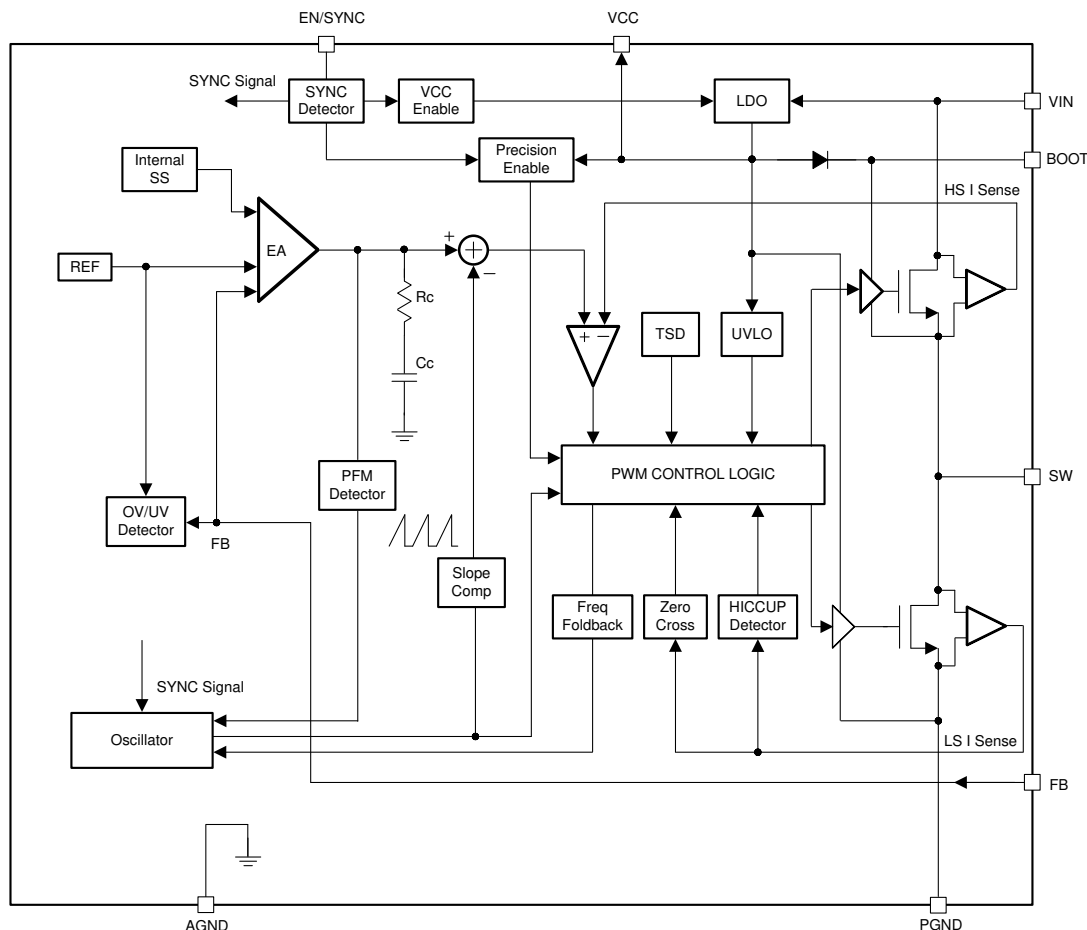 EN/SYNC
VCC
SYNC Signal
SYNC
Detector
VCC
Enable
LDO
VIN
Internal
SS
Precision
Enable
BOOT
HS I Sense
+
EA
+
−
REF
Rc
+ −
TSD
UVLO
Cc
PFM
Detector
PWM CONTROL LOGIC
SW
OV/UV
Detector
FB
Slope
Comp
Freq
Foldback
Zero
Cross
HICCUP
Detector
SYNC Signal
Oscillator
LS I Sense
FB
AGND
PGND